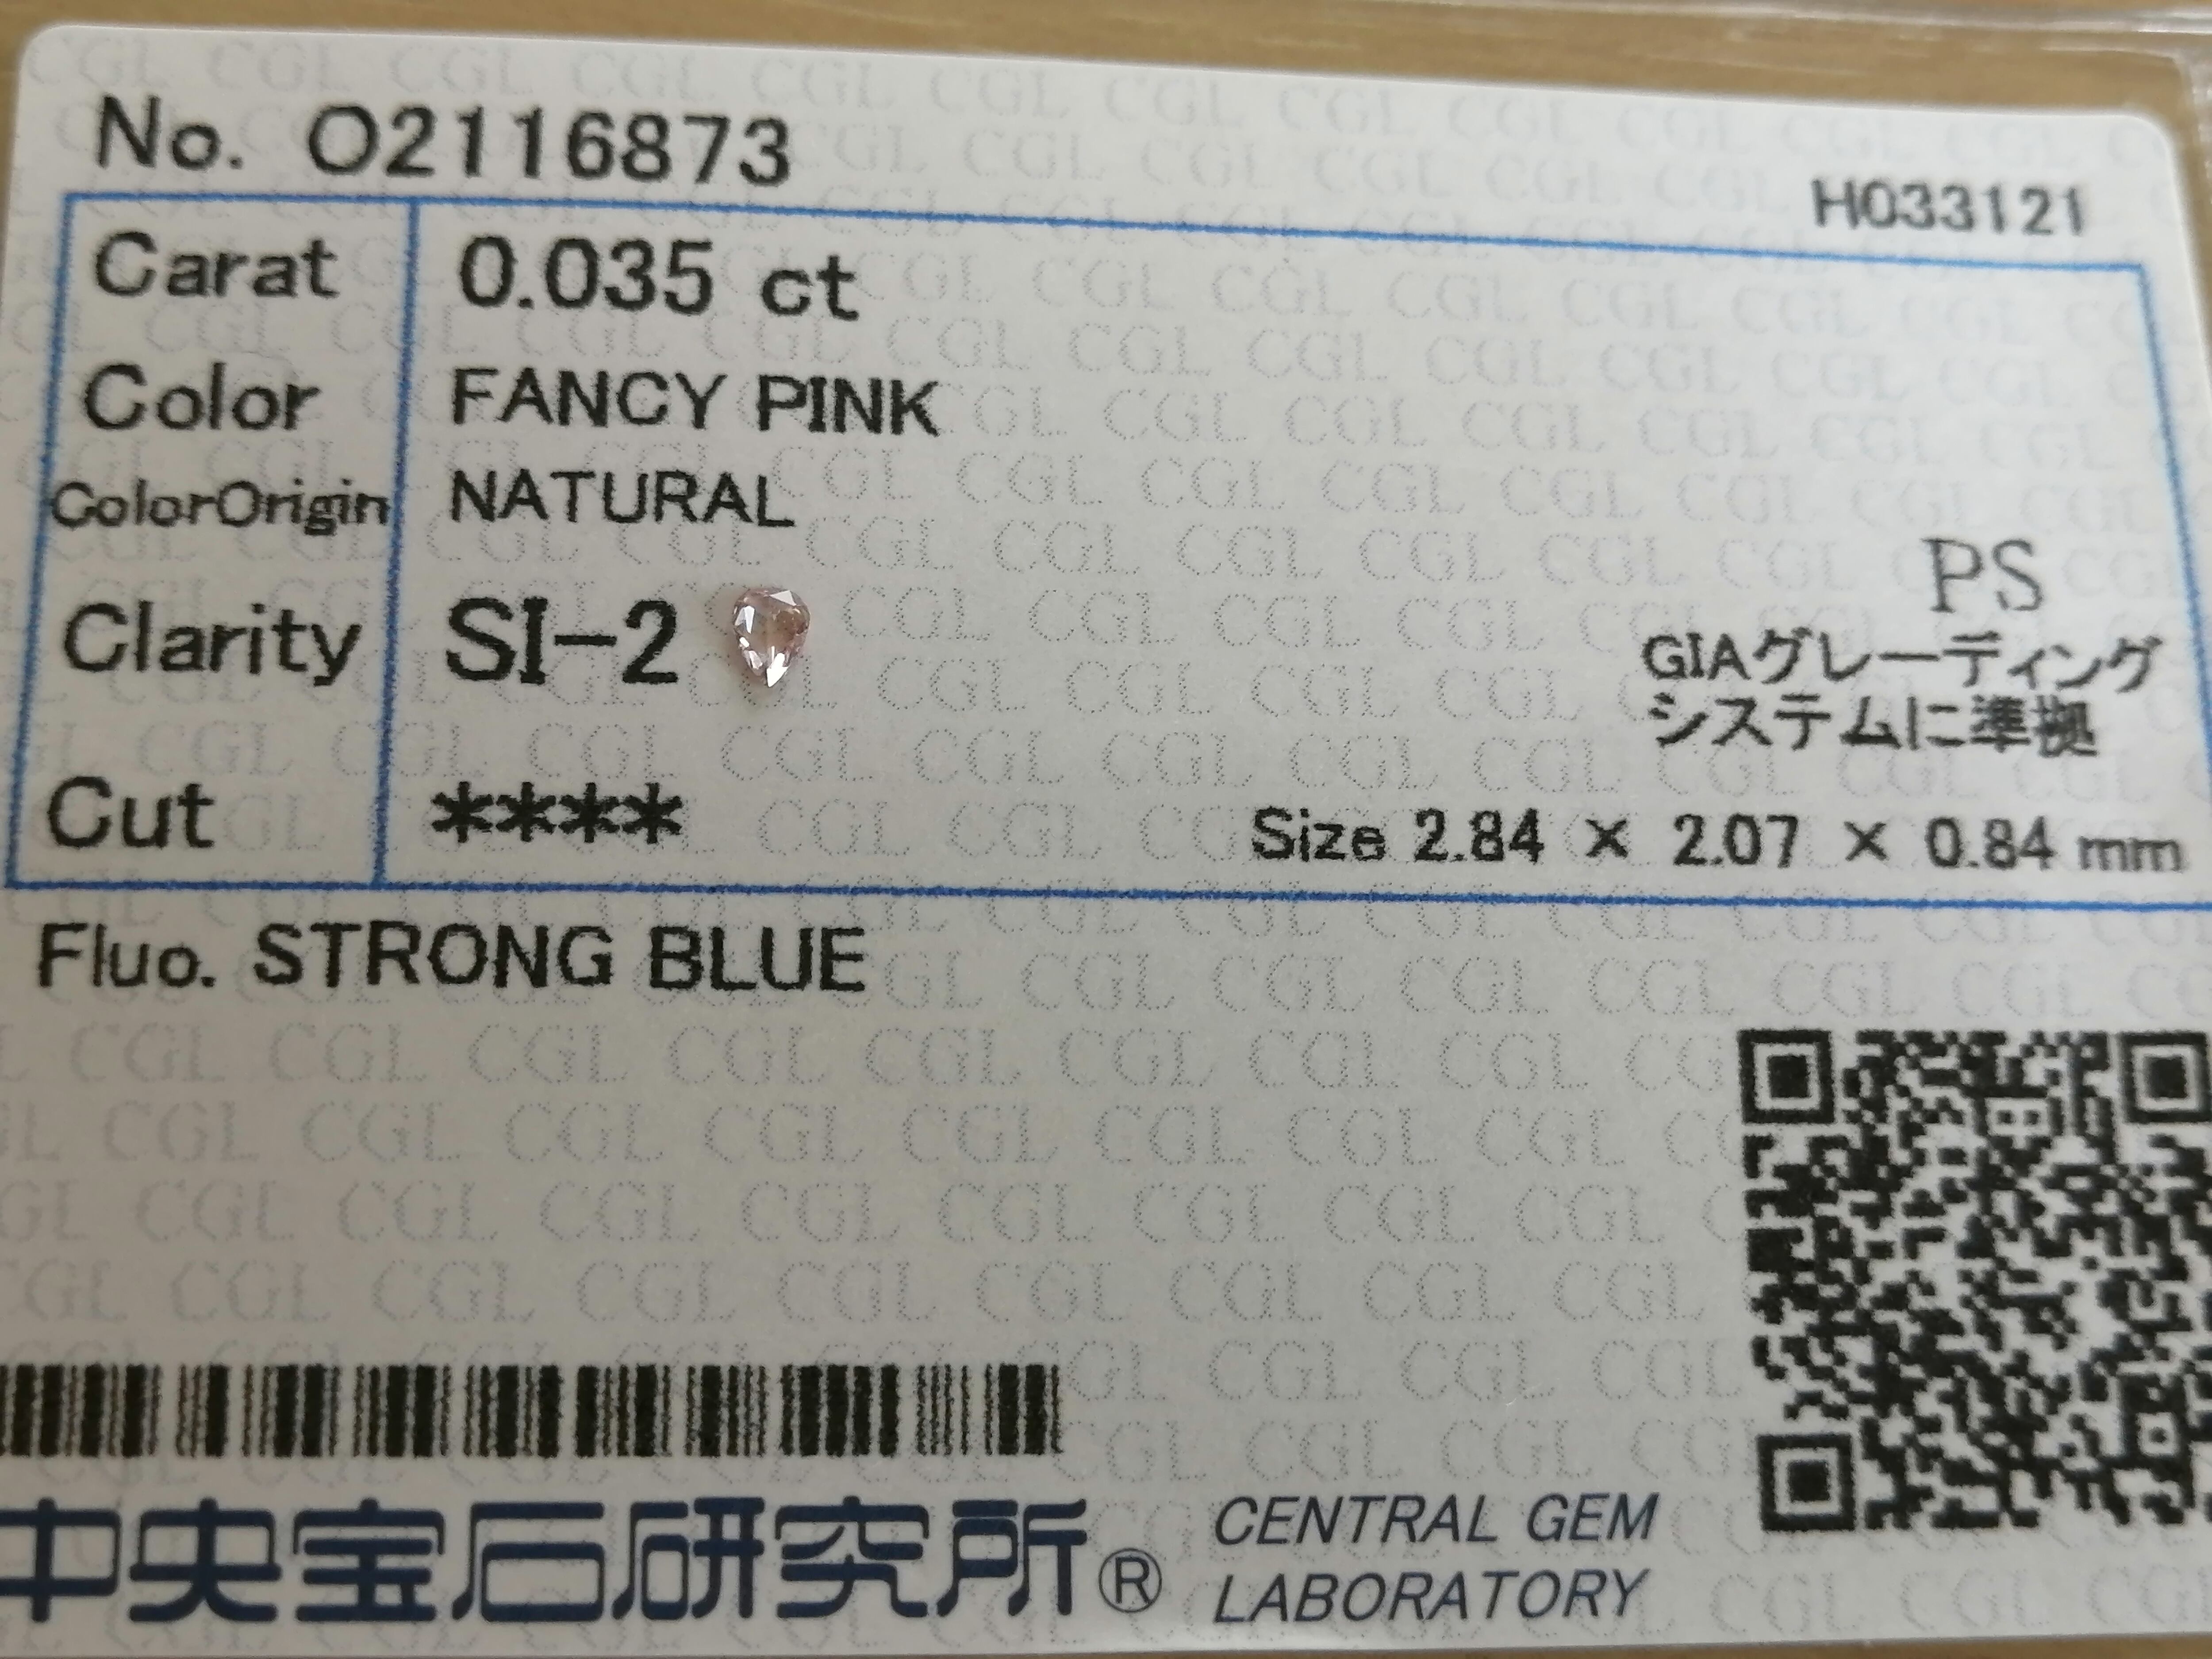 No. O2116873
H033121
Carat 0.035 ct
Color FANCY PINK
ColorOrigin NATURAL
PS
Clarity SI-2
GIAグレーディング
システムに準拠
Cut ****
Size 2.84 × 2.07 × 0.84 mm
Fluo. STRONG BLUE
中央宝石研究所® CENTRAL GEM
LABORATORY